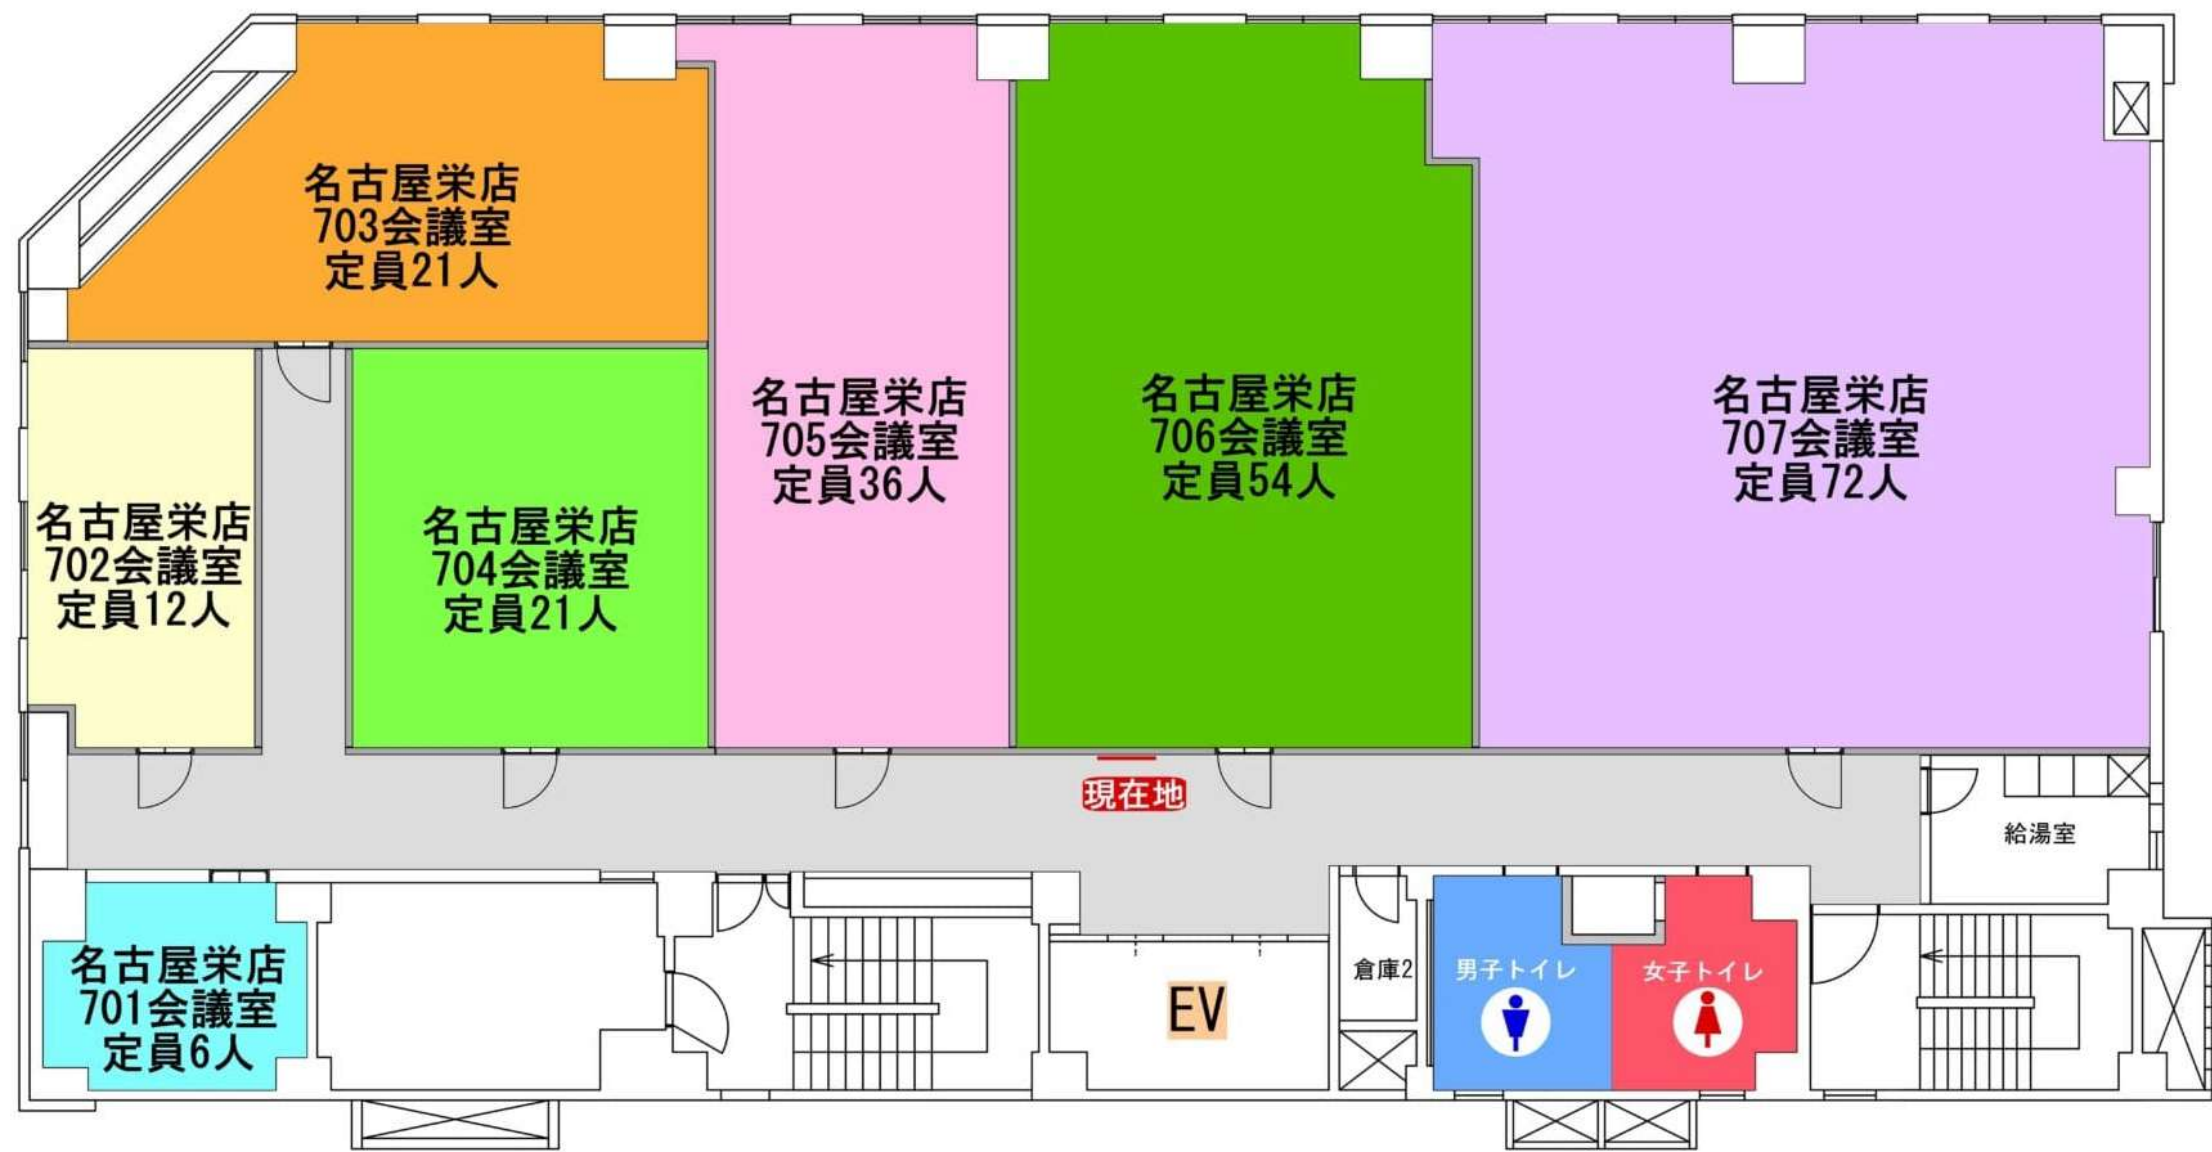 名古屋栄店
703会議室
定員21人
名古屋栄店
705会議室
定員36人
名古屋栄店
706会議室
定員54人
名古屋栄店
707会議室
定員72人
名古屋栄店
702会議室
定員12人
名古屋栄店
704会議室
定員21人
現在地
給湯室
名古屋栄店
701会議室
定員6人
EV
倉庫2
男子トイレ
女子トイレ